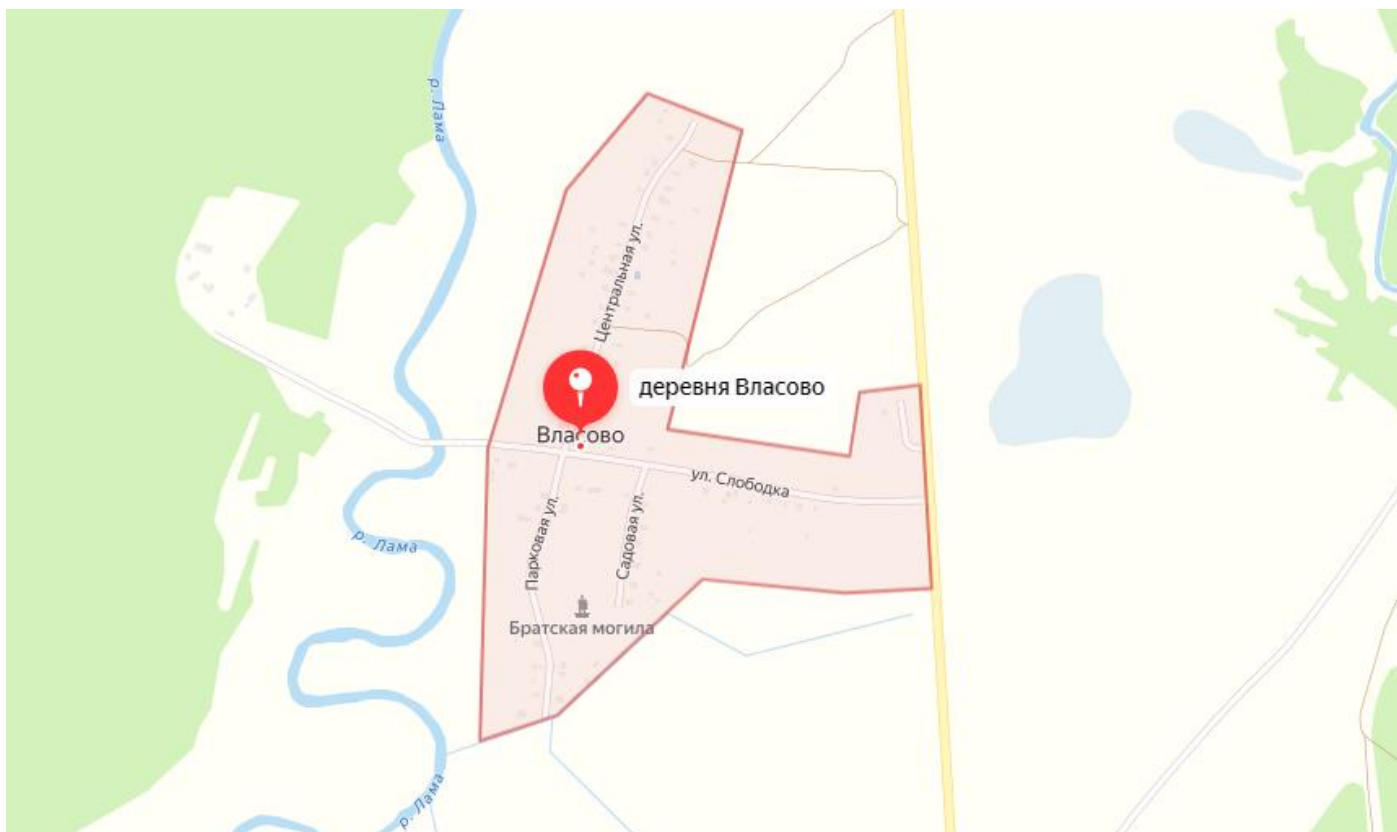 р. Лама
Центральная ул.
деревня Власово
Власово
ул. Слободка
Парковая ул.
Садовая ул.
р. Лама
Братская могила
р. Лама